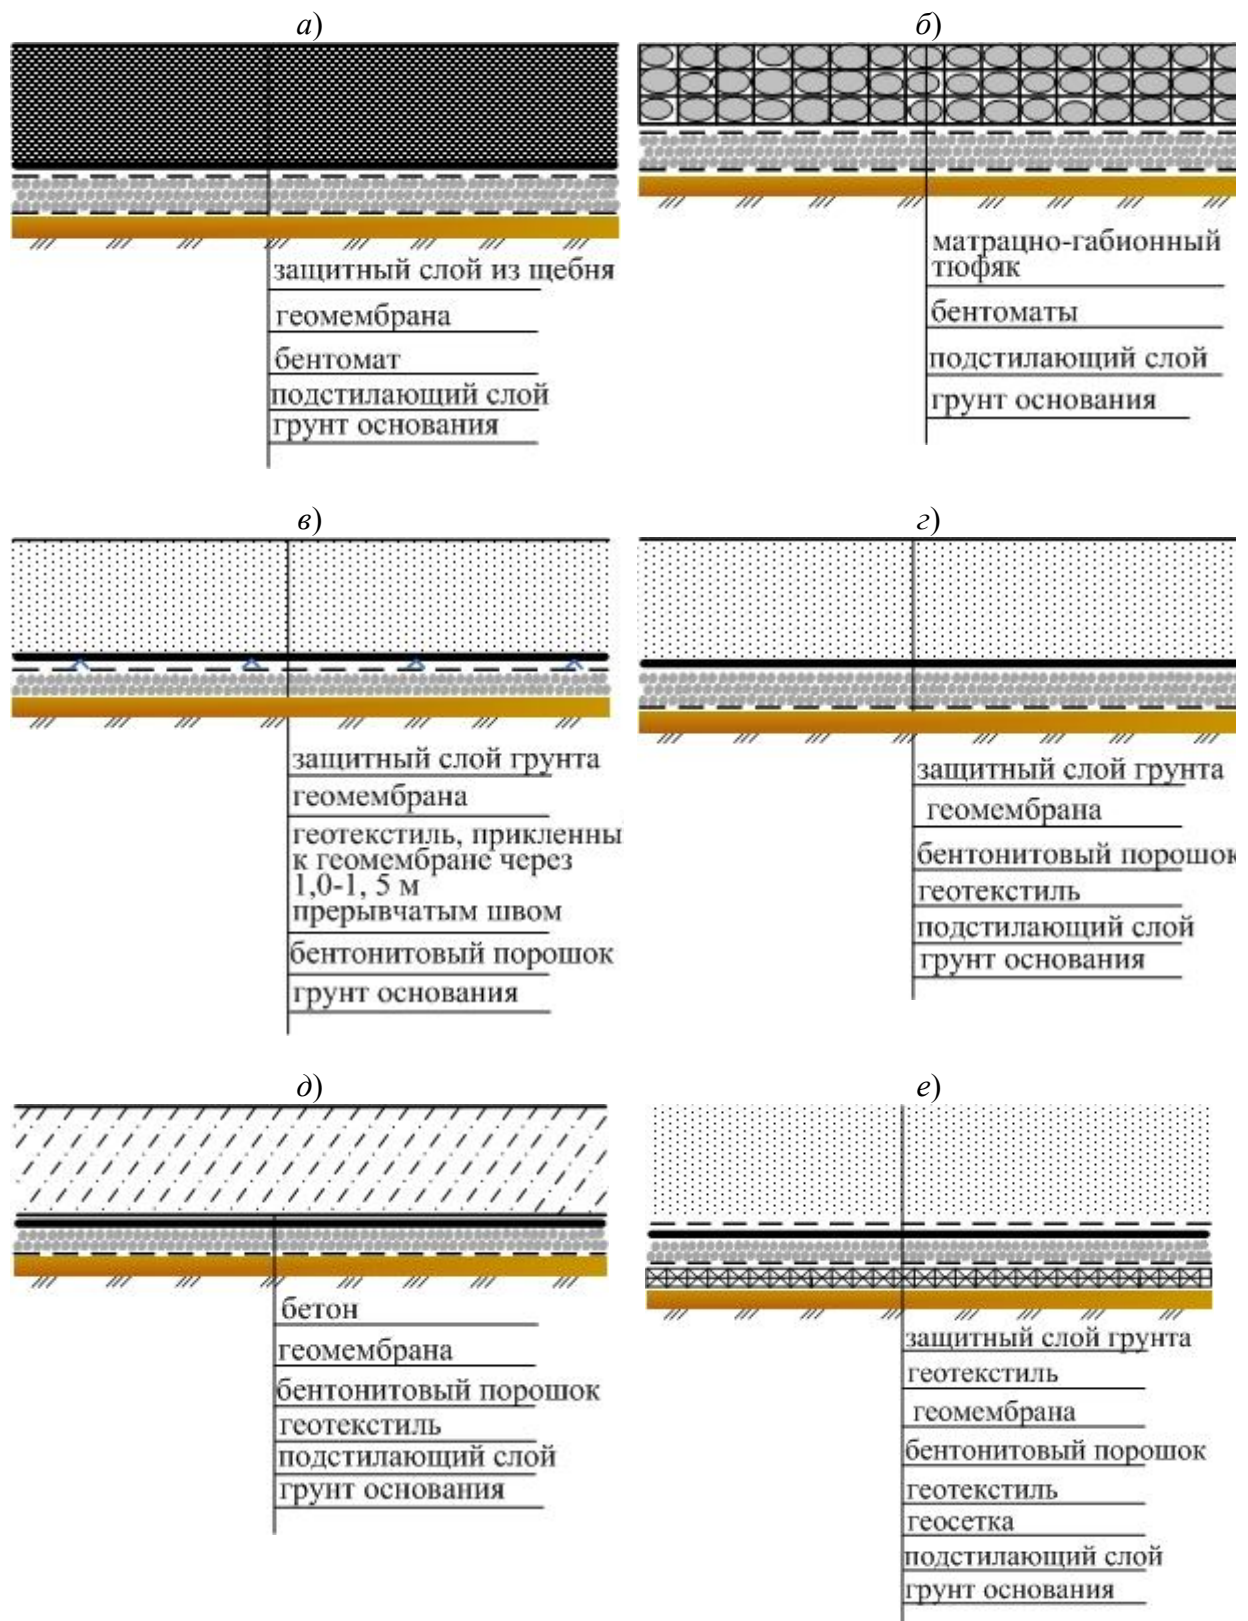 а)
защитный слой из щебня
геомембрана
бентомат
подстилающий слой
грунт основания
б)
матрацно-габионный
тюфяк
бентоматы
подстилающий слой
грунт основания
в)
защитный слой грунта
геомембрана
геотекстиль, прикленны
к геомембране через
1,0-1, 5 м
прерывчатым швом
бентонитовый порошок
грунт основания
г)
защитный слой грунта
геомембрана
бентонитовый порошок
геотекстиль
подстилающий слой
грунт основания
д)
бетон
геомембрана
бентонитовый порошок
геотекстиль
подстилающий слой
грунт основания
е)
защитный слой грунта
геотекстиль
геомембрана
бентонитовый порошок
геотекстиль
геосетка
подстилающий слой
грунт основания